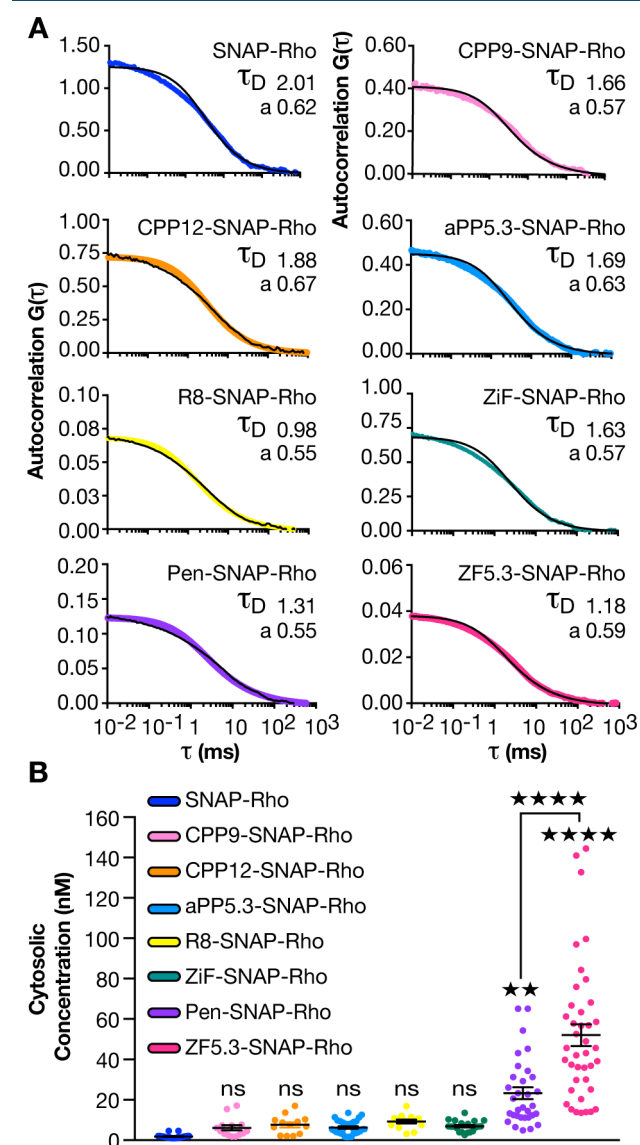 A
Autocorrelation G(τ)
1.50
1.00
0.50
0.00
SNAP-Rho
τD 2.01
a 0.62
Autocorrelation G(τ)
0.60
0.40
0.20
0.00
CPP9-SNAP-Rho
τD 1.66
a 0.57
1.00
0.75
0.50
0.25
0.00
CPP12-SNAP-Rho
τD 1.88
a 0.67
0.60
0.40
0.20
0.00
aPP5.3-SNAP-Rho
τD 1.69
a 0.63
0.10
0.08
0.05
0.03
0.00
R8-SNAP-Rho
τD 0.98
a 0.55
1.00
0.75
0.50
0.25
0.00
ZiF-SNAP-Rho
τD 1.63
a 0.57
0.20
0.15
0.10
0.05
0.00
Pen-SNAP-Rho
τD 1.31
a 0.55
10-2 10-1 1 10 102 103
τ (ms)
0.06
0.04
0.02
0.00
ZF5.3-SNAP-Rho
τD 1.18
a 0.59
10-2 10-1 1 10 102 103
τ (ms)
B
Cytosolic
Concentration (nM)
160
140
120
100
80
60
40
20
0
SNAP-Rho
CPP9-SNAP-Rho
CPP12-SNAP-Rho
aPP5.3-SNAP-Rho
R8-SNAP-Rho
ZiF-SNAP-Rho
Pen-SNAP-Rho
ZF5.3-SNAP-Rho
★★★★
★★★★
★★
ns ns ns ns ns